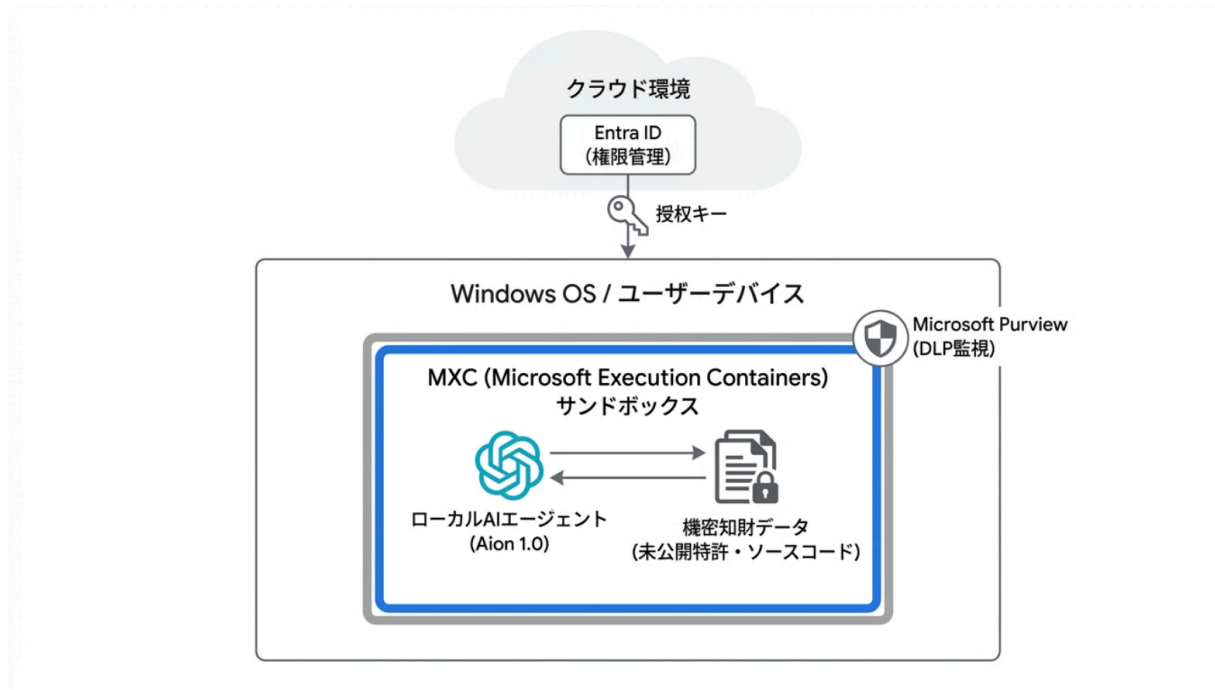 クラウド環境
Entra ID
(権限管理)
授权キー
Windows OS / ユーザーデバイス
Microsoft Purview
(DLP監視)
MXC (Microsoft Execution Containers)
サンドボックス
ローカルAIエージェント
(Aion 1.0)
機密知財データ
(未公開特許・ソースコード)